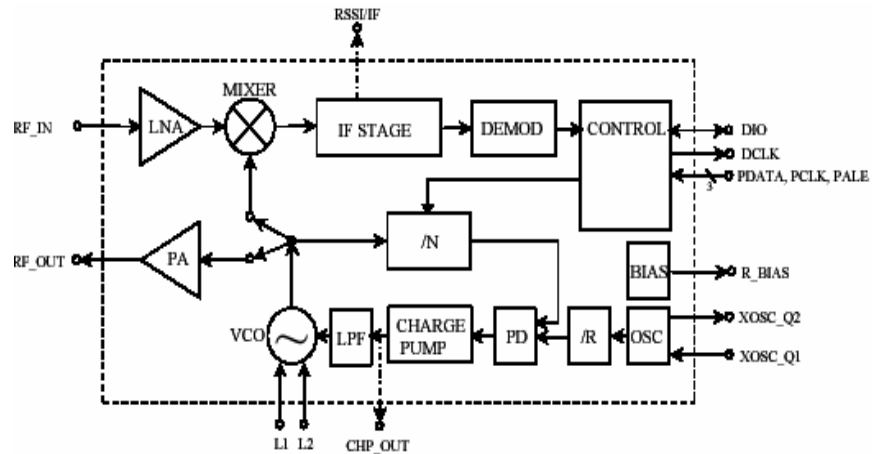 RSSI/IF
MIXER
RF_IN
LNA
IF STAGE
DEMOD
CONTROL
DIO
DCLK
3
PDATA, PCLK, PALE
RF_OUT
PA
/N
BIAS
R_BIAS
VCO
LPF
CHARGE
PUMP
PD
/R
OSC
XOSC_Q2
XOSC_Q1
L1
L2
CHP_OUT